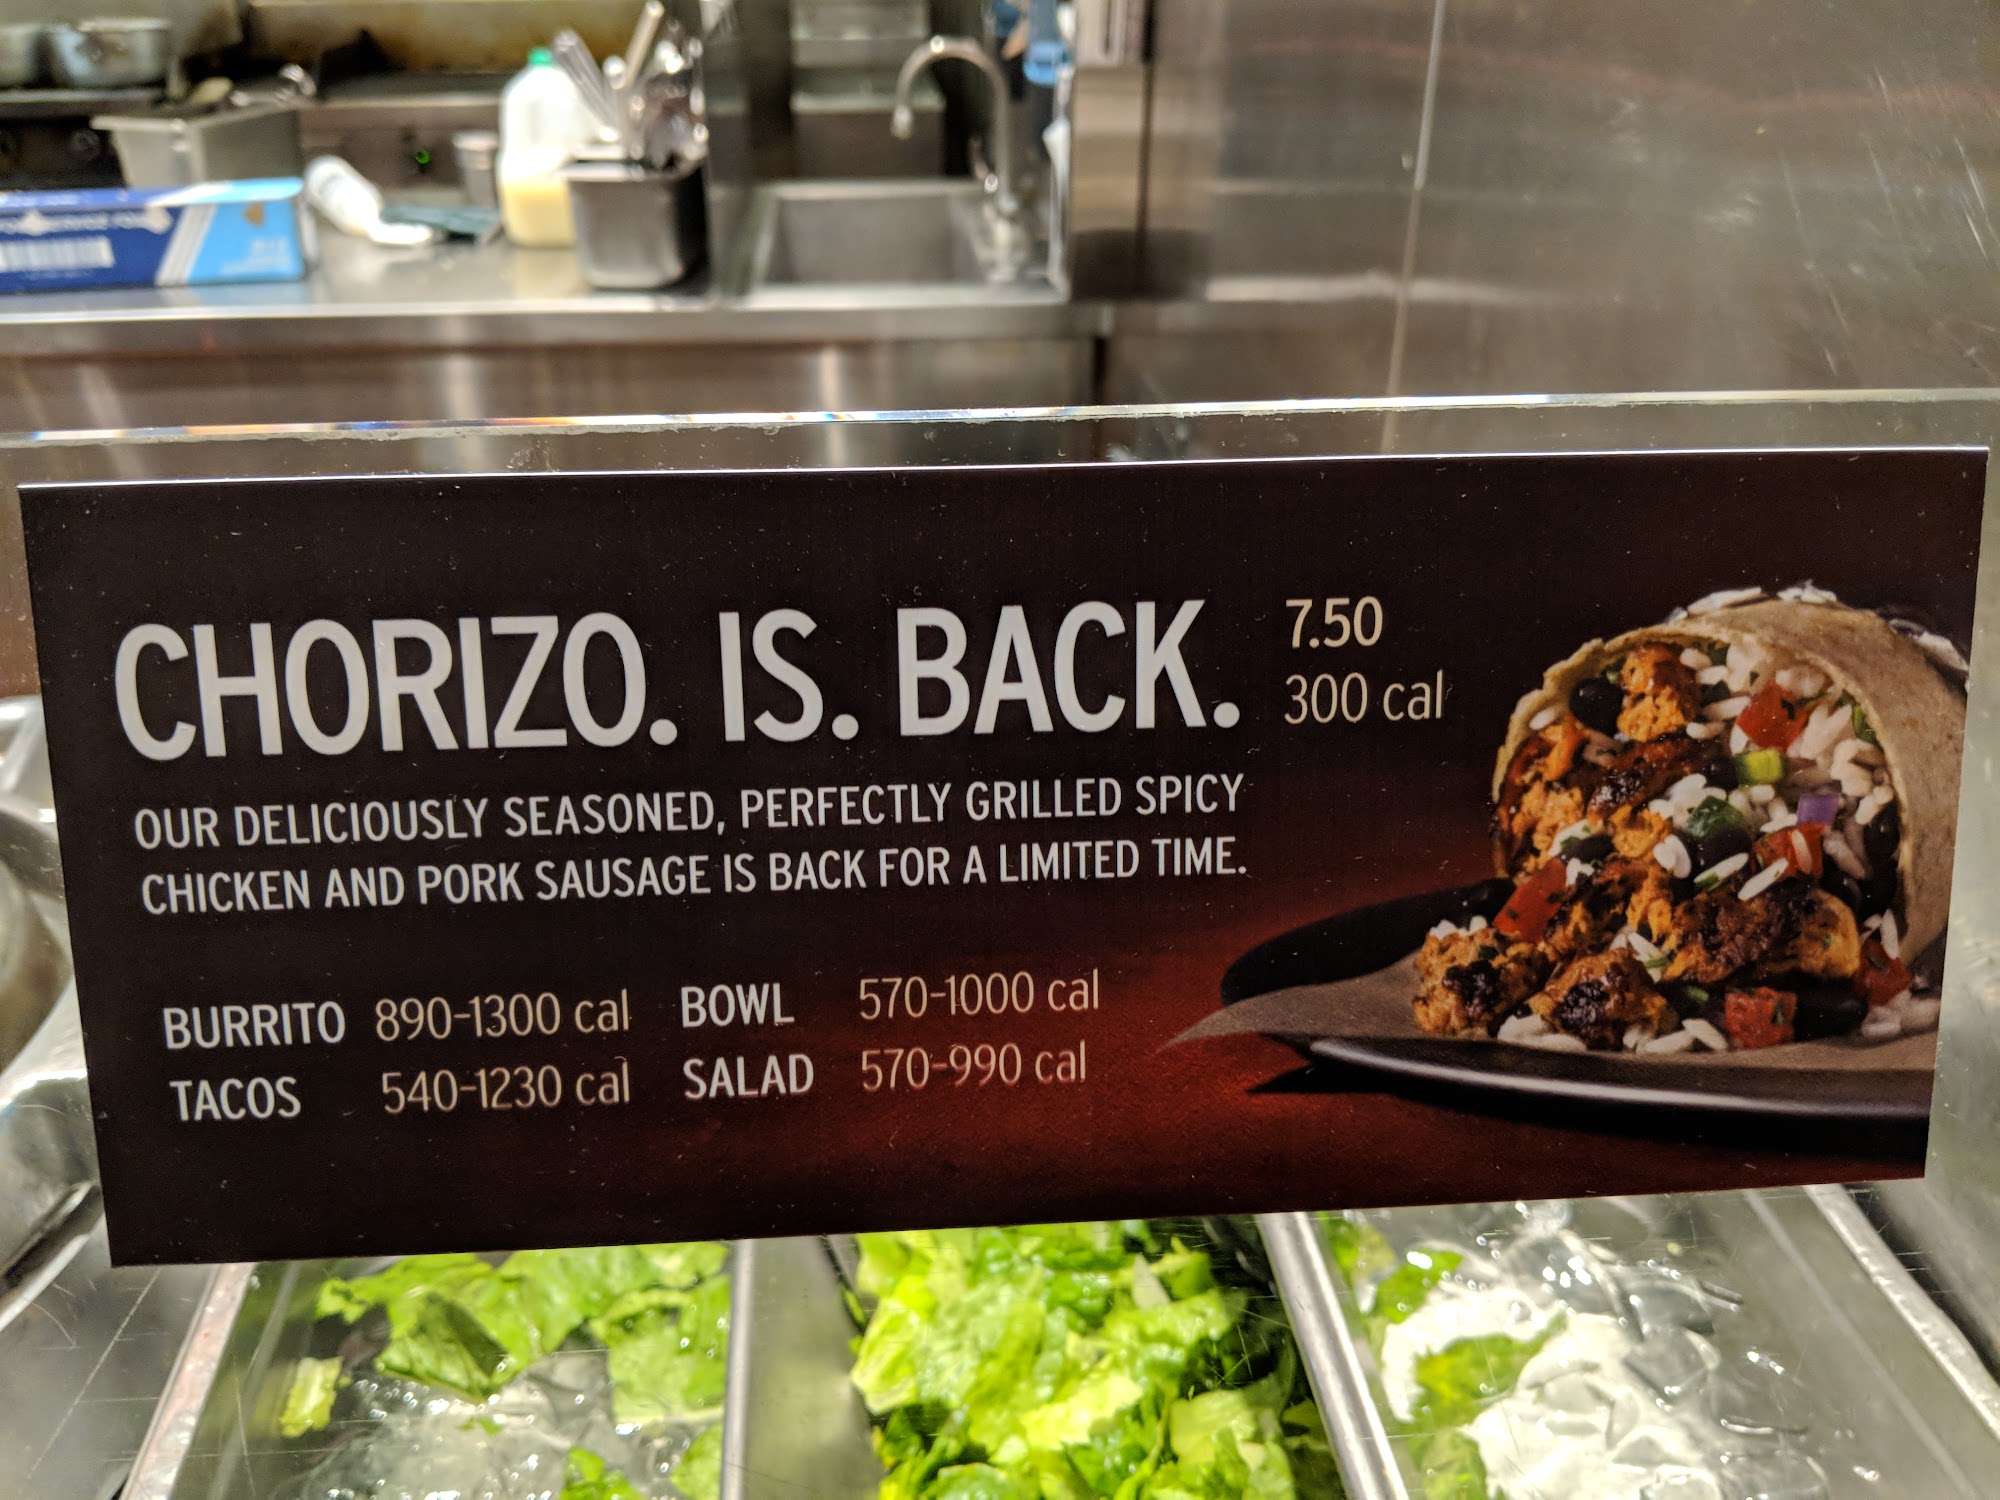 CHORIZO. IS. BACK.
7.50
300 cal
OUR DELICIOUSLY SEASONED, PERFECTLY GRILLED SPICY
CHICKEN AND PORK SAUSAGE IS BACK FOR A LIMITED TIME.
BURRITO 890-1300 cal BOWL 570-1000 cal
TACOS 540-1230 cal SALAD 570-990 cal